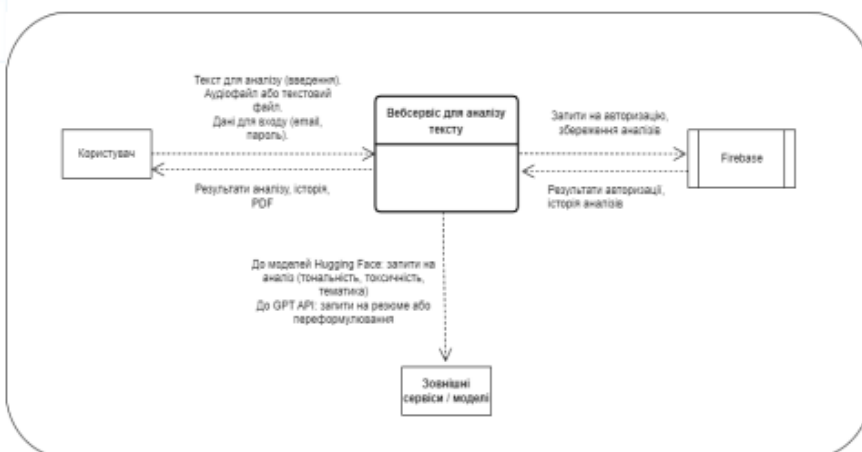 Текст для аналізу (введення).
Аудіофайл або текстовий
файл.
Дані для входу (email,
пароль).
Користувач
Результати аналізу, історія,
PDF
Вебсервіс для аналізу
тексту
Запити на авторизацію,
збереження аналізів
Firebase
Результати авторизації,
історія аналізів
До моделей Hugging Face: запити на
аналіз (тональність, токсичність,
тематика)
До GPT API: запити на резюме або
переформулювання
Зовнішні
сервіси / моделі